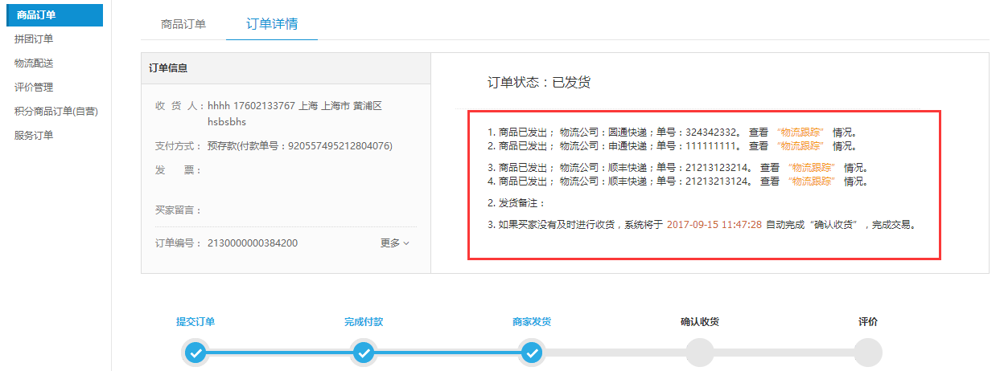 商品订单
拼团订单
物流配送
评价管理
积分商品订单(自营)
服务订单
商品订单 订单详情
订单信息
收 货 人：hhhh 17602133767 上海 上海市 黄浦区
hsbsbhs
支付方式： 预存款(付款单号：920557495212804076)
发 票：
买家留言：
订单编号： 2130000000384200 更多
订单状态：已发货
1. 商品已发出； 物流公司：圆通快递；单号：324342332。 查看 “物流跟踪” 情况。
2. 商品已发出； 物流公司：申通快递；单号：111111111。 查看 “物流跟踪” 情况。
3. 商品已发出； 物流公司：顺丰快递；单号：21213123214。 查看 “物流跟踪” 情况。
4. 商品已发出； 物流公司：顺丰快递；单号：21213213124。 查看 “物流跟踪” 情况。
2. 发货备注：
3. 如果买家没有及时进行收货，系统将于 2017-09-15 11:47:28 自动完成“确认收货”，完成交易。
提交订单 完成付款 商家发货 确认收货 评价